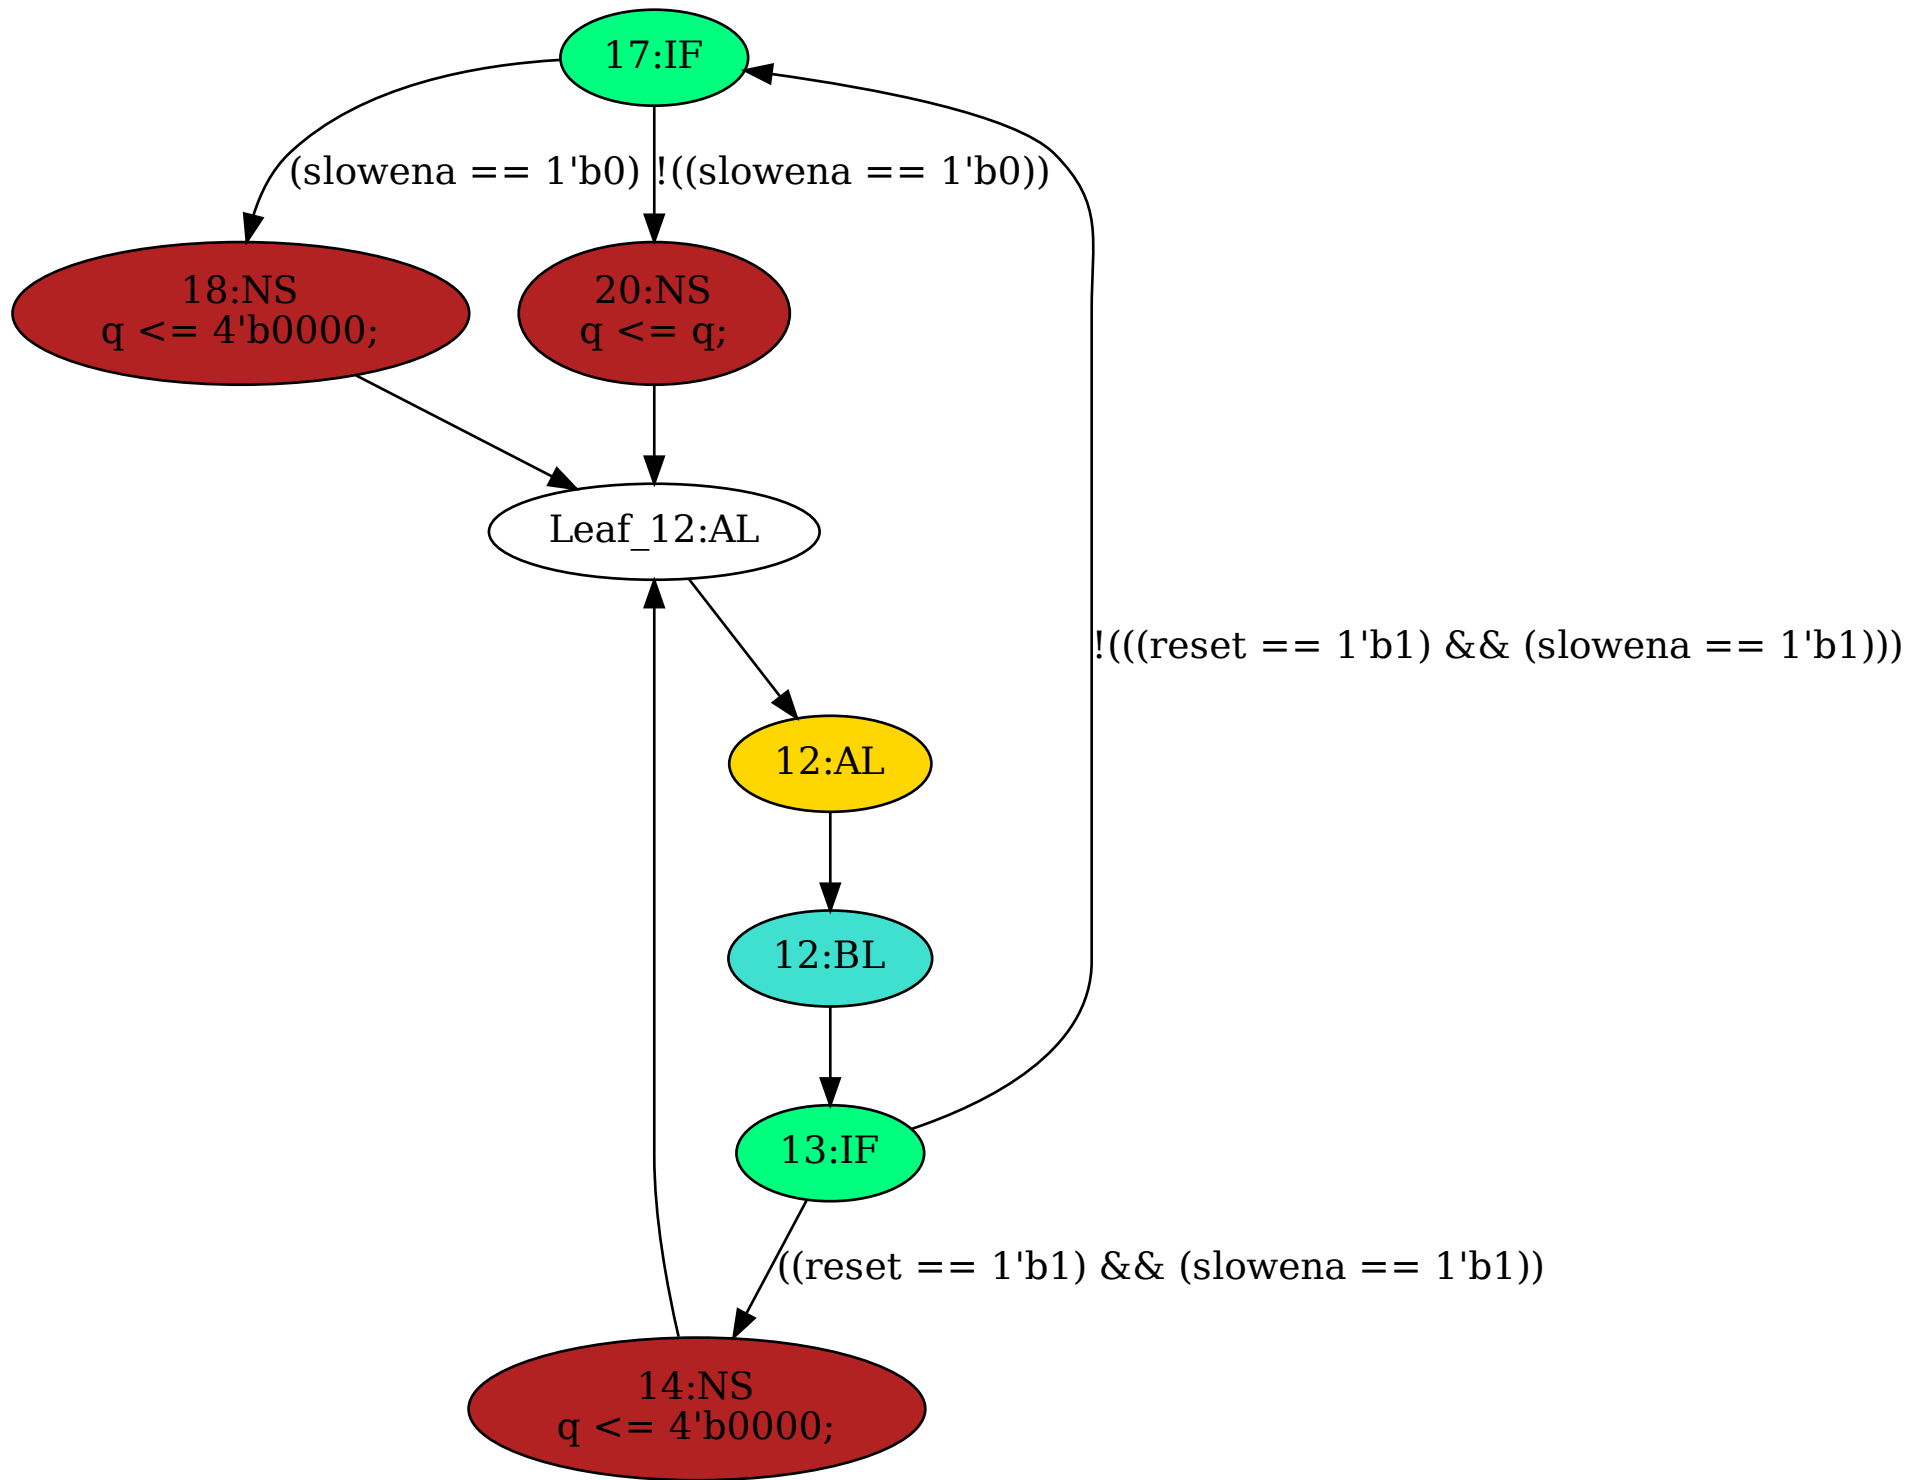 17:IF
(slowena == 1'b0)
!((slowena == 1'b0))
18:NS
q <= 4'b0000;
20:NS
q <= q;
Leaf_12:AL
!(((reset == 1'b1) && (slowena == 1'b1)))
12:AL
12:BL
13:IF
((reset == 1'b1) && (slowena == 1'b1))
14:NS
q <= 4'b0000;